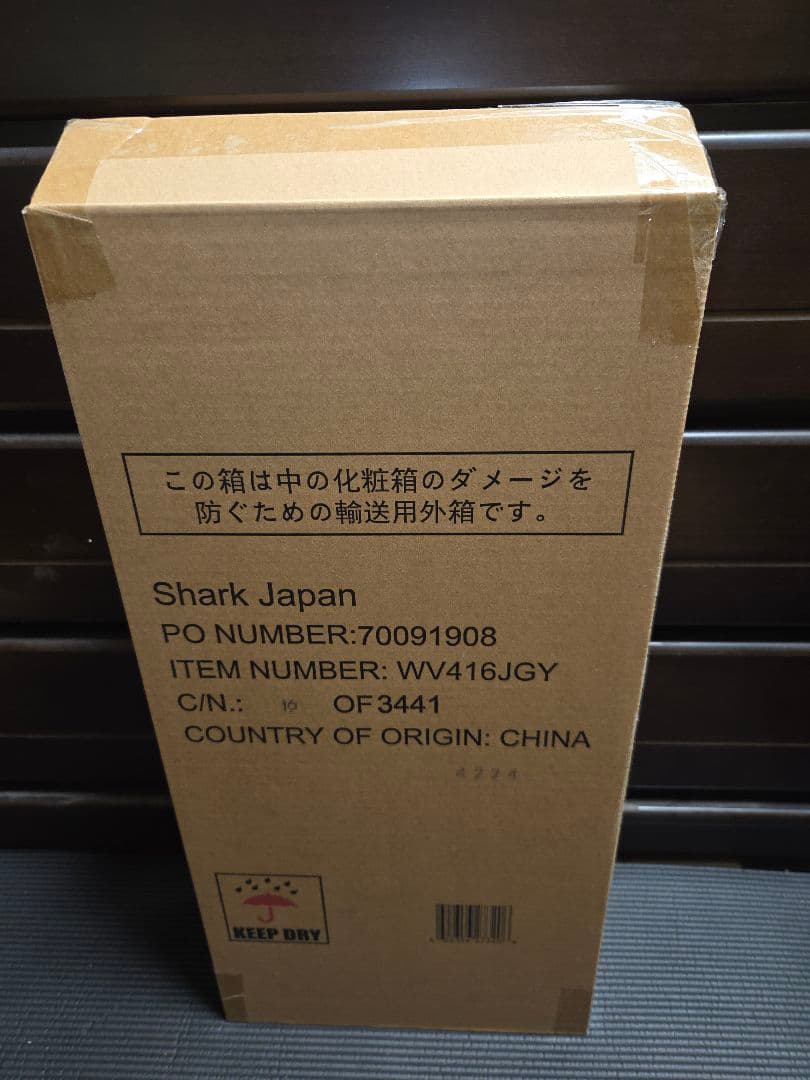 この箱は中の化粧箱のダメージを
防ぐための輸送用外箱です。
Shark Japan
PO NUMBER:70091908
ITEM NUMBER: WV416JGY
C/N.: OF3441
COUNTRY OF ORIGIN: CHINA
4224
KEEP DRY